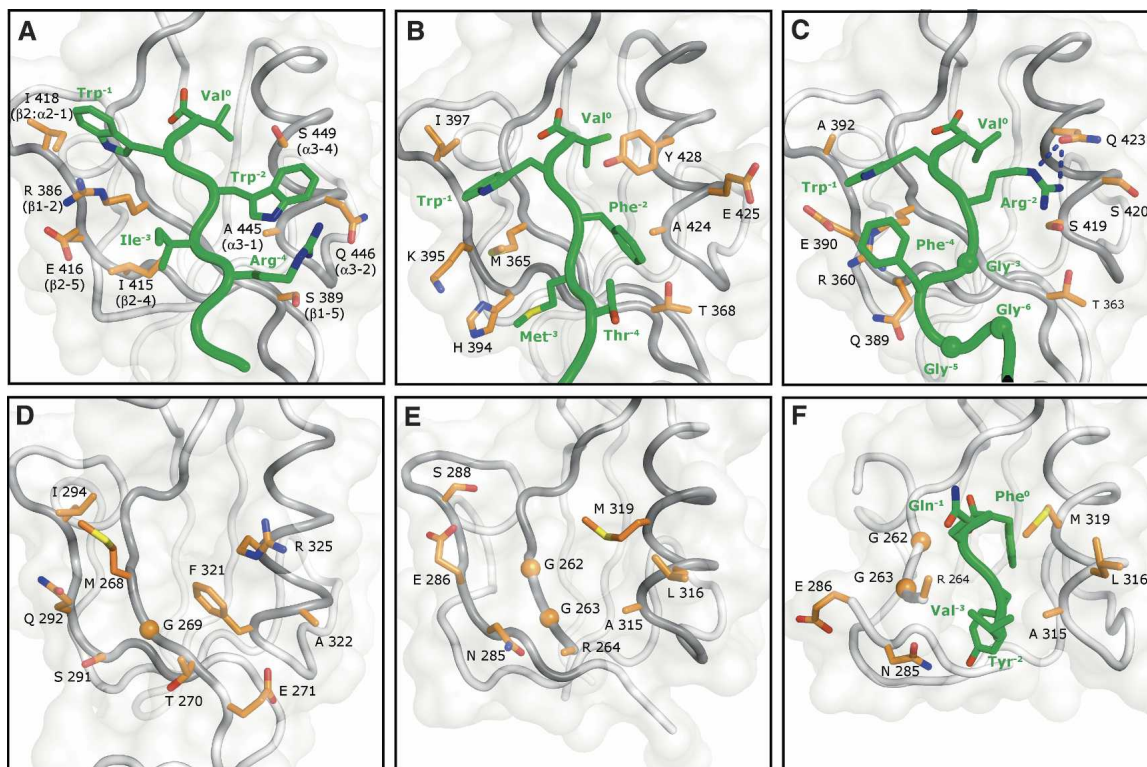 A
Trp⁻¹
I 418
(β2:α2-1)
Val⁰
S 449
(α3-4)
R 386
(β1-2)
Trp⁻²
Ile⁻³
A 445
(α3-1)
Arg⁻⁴
Q 446
(α3-2)
E 416
(β2-5)
I 415
(β2-4)
S 389
(β1-5)
B
I 397
Val⁰
Y 428
Trp⁻¹
Phe⁻²
E 425
A 424
K 395
M 365
T 368
H 394
Met⁻³
Thr⁻⁴
C
A 392
Val⁰
Q 423
Trp⁻¹
Arg⁻²
S 420
S 419
E 390
Phe⁻⁴
Gly⁻³
R 360
T 363
Gly⁻⁶
Q 389
Gly⁻⁵
D
I 294
R 325
M 268
F 321
Q 292
G 269
A 322
S 291
T 270
E 271
E
S 288
M 319
G 262
E 286
L 316
G 263
A 315
N 285
R 264
F
Gln⁻¹
Phe⁰
M 319
G 262
G 263
R 264
L 316
E 286
Val⁻³
A 315
N 285
Tyr⁻²